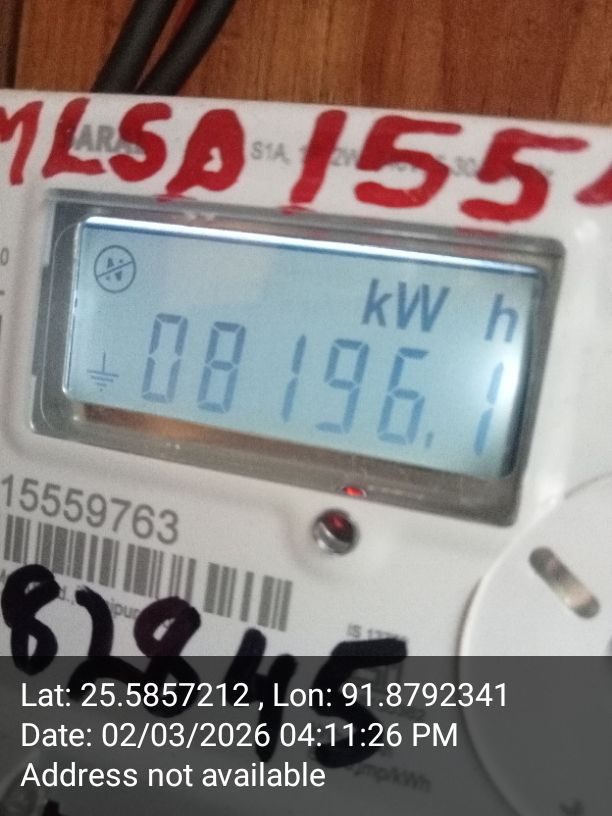 MLSD 155
kW h
08196.1
15559763
82845
Lat: 25.5857212 , Lon: 91.8792341
Date: 02/03/2026 04:11:26 PM
Address not available